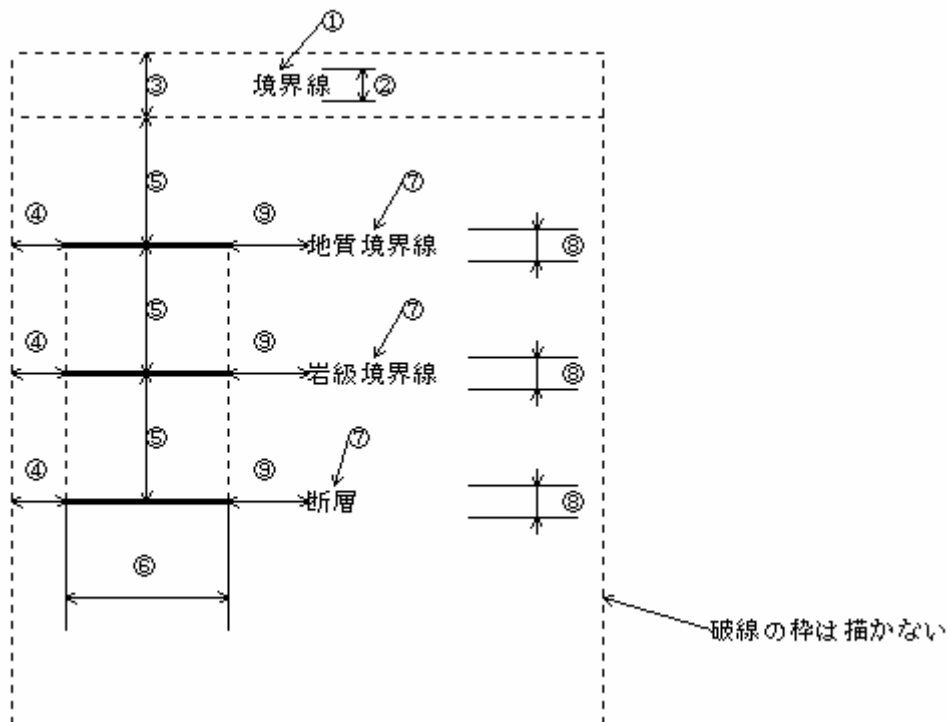 ①
③ 境界線 ②
⑤ ⑦
④ ⑨
地質境界線 ⑧
⑤ ⑦
④ ⑨
岩級境界線 ⑧
⑤ ⑦
④ ⑨
断層 ⑧
⑥
破線の枠は描かない